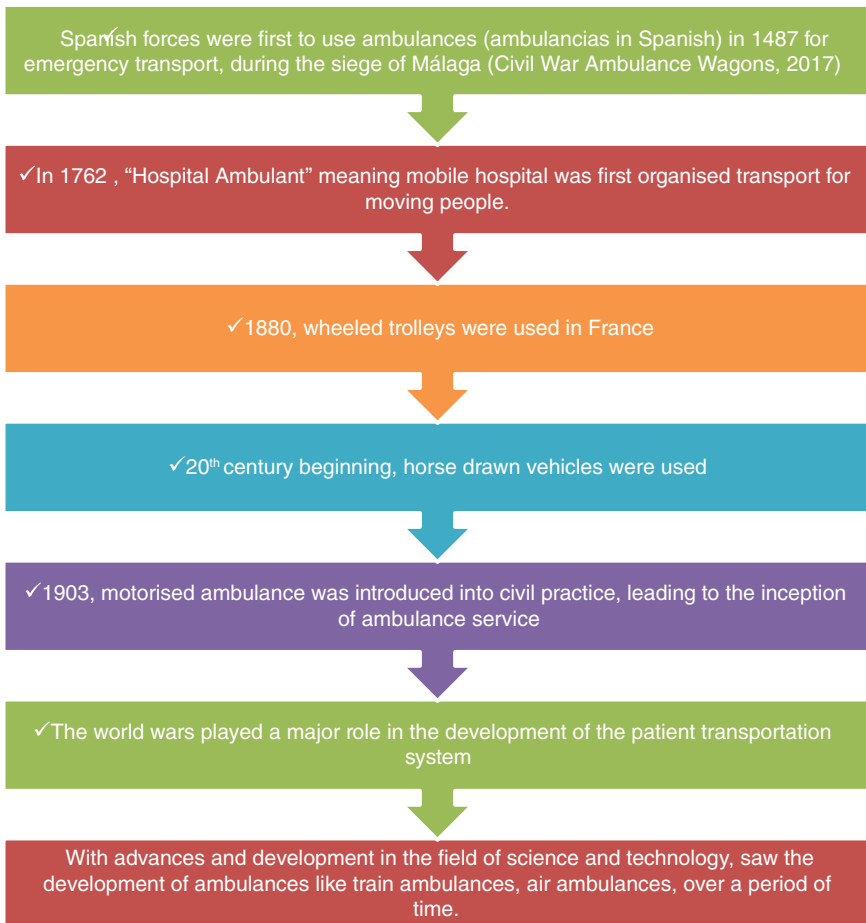 ✓Spanish forces were first to use ambulances (ambulancias in Spanish) in 1487 for
emergency transport, during the siege of Málaga (Civil War Ambulance Wagons, 2017)
✓In 1762 , “Hospital Ambulant” meaning mobile hospital was first organised transport for
moving people.
✓1880, wheeled trolleys were used in France
✓20th century beginning, horse drawn vehicles were used
✓1903, motorised ambulance was introduced into civil practice, leading to the inception
of ambulance service
✓The world wars played a major role in the development of the patient transportation
system
With advances and development in the field of science and technology, saw the
development of ambulances like train ambulances, air ambulances, over a period of
time.